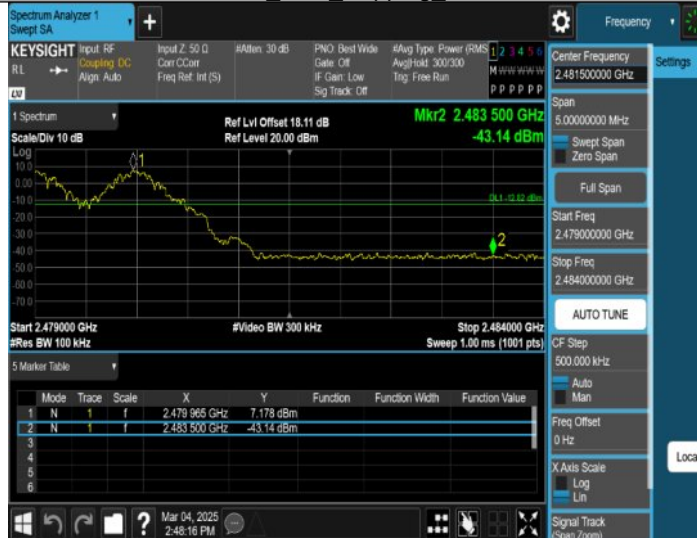 Spectrum Analyzer 1
Swept SA
+
Frequency
KEYSIGHT
Input: RF
Coupling: DC
Align: Auto
Input Z: 50 Ω
Corr CCorr
Freq Ref: Int (S)
#Atten: 30 dB
PNO: Best Wide
Gate: Off
IF Gain: Low
Sig Track: Off
#Avg Type: Power (RMS
Avg|Hold: 300/300
Trig: Free Run
1 2 3 4 5 6
M W W W W W
P P P P P P
RL
LXI
1 Spectrum
Scale/Div 10 dB
Ref Lvl Offset 18.11 dB
Ref Level 20.00 dBm
Mkr2 2.483 500 GHz
-43.14 dBm
Log
10.0
0.00
-10.0
-20.0
-30.0
-40.0
-50.0
-60.0
-70.0
1
DL1 -12.82 dBm
2
Start 2.479000 GHz
#Res BW 100 kHz
#Video BW 300 kHz
Stop 2.484000 GHz
Sweep 1.00 ms (1001 pts)
5 Marker Table
Mode Trace Scale X Y Function Function Width Function Value
1 N 1 f 2.479 965 GHz 7.178 dBm
2 N 1 f 2.483 500 GHz -43.14 dBm
3
4
5
6
?
Mar 04, 2025
2:48:16 PM
Center Frequency
2.481500000 GHz
Settings
Span
5.00000000 MHz
Swept Span
Zero Span
Full Span
Start Freq
2.479000000 GHz
Stop Freq
2.484000000 GHz
AUTO TUNE
CF Step
500.000 kHz
Auto
Man
Freq Offset
0 Hz
X Axis Scale
Log
Lin
Loca
Signal Track
(Span Zoom)